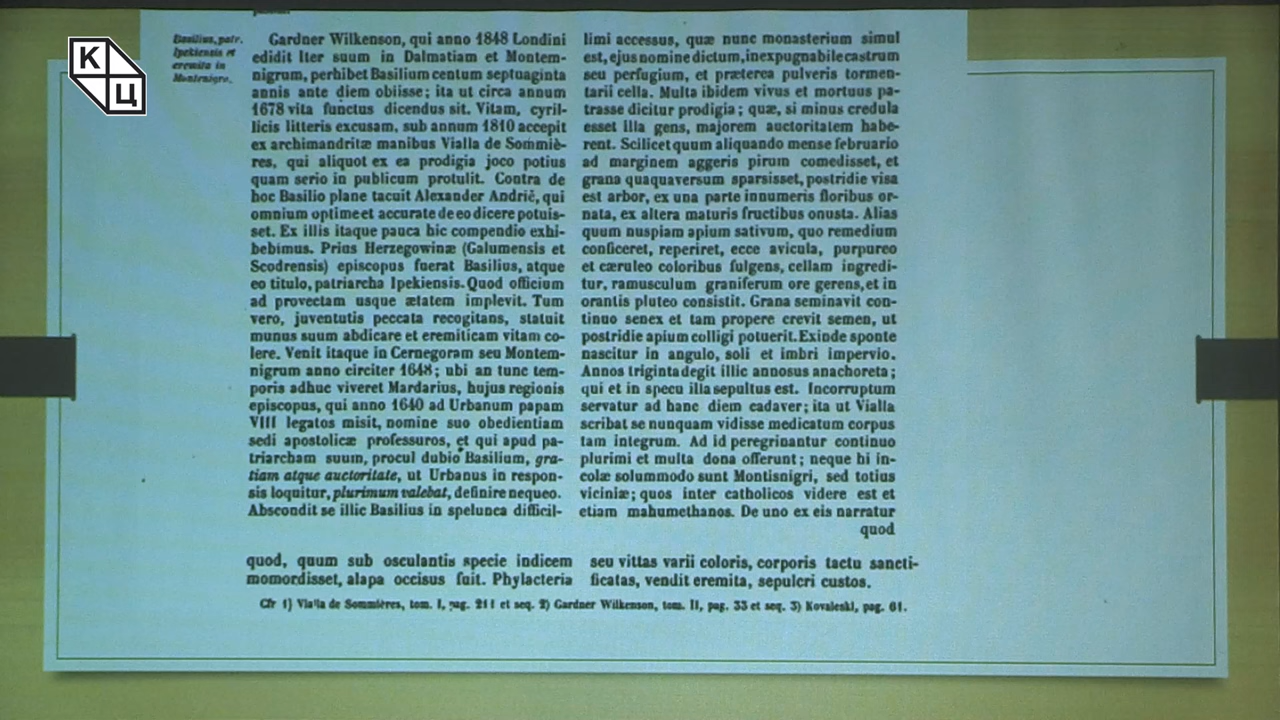 К
Ц
Basilius, patr.
Ipekiensis et
eremita in
Montenigro.
Gardner Wilkenson, qui anno 1848 Londini
edidit Iter suum in Dalmatiam et Montem-
nigrum, perhibet Basilium centum septuaginta
annis ante diem obiisse; ita ut circa annum
1678 vita functus dicendus sit. Vitam, cyril-
licis litteris excusam, sub annum 1810 accepit
ex archimandritæ manibus Vialla de Sommiè-
res, qui aliquot ex ea prodigia joco potius
quam serio in publicum protulit. Contra de
hoc Basilio plane tacuit Alexander Andrič, qui
omnium optime et accurate de eo dicere potuis-
set. Ex illis itaque pauca hic compendio exhi-
bebimus. Prius Herzegowinæ (Galumensis et
Scodrensis) episcopus fuerat Basilius, atque
eo titulo, patriarcha Ipekiensis. Quod officium
ad provectam usque ætatem implevit. Tum
vero, juventutis peccata recogitans, statuit
munus suum abdicare et eremiticam vitam co-
lere. Venit itaque in Cernegoram seu Montem-
nigrum anno circiter 1648; ubi an tunc tem-
poris adhuc viveret Mardarius, hujus regionis
episcopus, qui anno 1640 ad Urbanum papam
VIII legatos misit, nomine suo obedientiam
sedi apostolicæ professuros, et qui apud pa-
triarcham suum, procul dubio Basilium, gra-
tiam atque auctoritate, ut Urbanus in respon-
sis loquitur, plurimum valebat, definire nequeo.
Abscondit se illic Basilius in spelunca difficil-
limi accessus, quæ nunc monasterium simul
est, ejus nomine dictum, inexpugnabile castrum
seu perfugium, et præterea pulveris tormen-
tarii cella. Multa ibidem vivus et mortuus pa-
trasse dicitur prodigia; quæ, si minus credula
esset illa gens, majorem auctoritatem habe-
rent. Scilicet quum aliquando mense februario
ad marginem aggeris pirum comedisset, et
grana quaquaversum sparsisset, postridie visa
est arbor, ex una parte innumeris floribus or-
nata, ex altera maturis fructibus onusta. Alias
quum nuspiam apium sativum, quo remedium
conficeret, reperiret, ecce avicula, purpureo
et cæruleo coloribus fulgens, cellam ingredi-
tur, ramusculum graniferum ore gerens, et in
orantis pluteo consistit. Grana seminavit con-
tinuo senex et tam propere crevit semen, ut
postridie apium colligi potuerit. Exinde sponte
nascitur in angulo, soli et imbri impervio.
Annos triginta degit illic annosus anachoreta;
qui et in specu illa sepultus est. Incorruptum
servatur ad hanc diem cadaver; ita ut Vialla
scribat se nunquam vidisse medicatum corpus
tam integrum. Ad id peregrinantur continuo
plurimi et multa dona offerunt; neque hi in-
colæ solummodo sunt Montisnigri, sed totius
viciniæ; quos inter catholicos videre est et
etiam mahumethanos. De uno ex eis narratur
quod
quod, quum sub osculantis specie indicem
momordisset, alapa occisus fuit. Phylacteria
seu vittas varii coloris, corporis tactu sancti-
ficatas, vendit eremita, sepulcri custos.
Cfr 1) Vialla de Sommières, tom. I, pag. 211 et seq. 2) Gardner Wilkenson, tom. II, pag. 33 et seq. 3) Kovaleski, pag. 61.